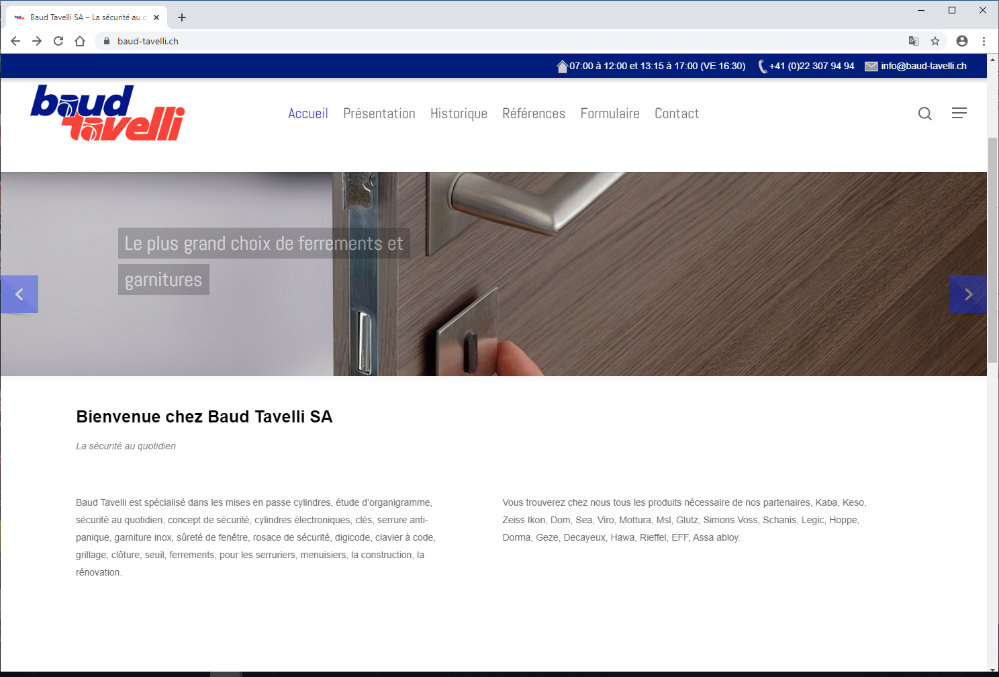 Baud Tavelli SA – La sécurité au q
baud-tavelli.ch
07:00 à 12:00 et 13:15 à 17:00 (VE 16:30) +41 (0)22 307 94 94 info@baud-tavelli.ch
baud
tavelli
Accueil Présentation Historique Références Formulaire Contact
Le plus grand choix de ferrements et
garnitures
Bienvenue chez Baud Tavelli SA
La sécurité au quotidien
Baud Tavelli est spécialisé dans les mises en passe cylindres, étude d’organigramme,
sécurité au quotidien, concept de sécurité, cylindres électroniques, clés, serrure anti-
panique, garniture inox, sûreté de fenêtre, rosace de sécurité, digicode, clavier à code,
grillage, clôture, seuil, ferrements, pour les serruriers, menuisiers, la construction, la
rénovation.
Vous trouverez chez nous tous les produits nécessaire de nos partenaires, Kaba, Keso,
Zeiss Ikon, Dom, Sea, Viro, Mottura, Msl, Glutz, Simons Voss, Schanis, Legic, Hoppe,
Dorma, Geze, Decayeux, Hawa, Rieffel, EFF, Assa abloy.